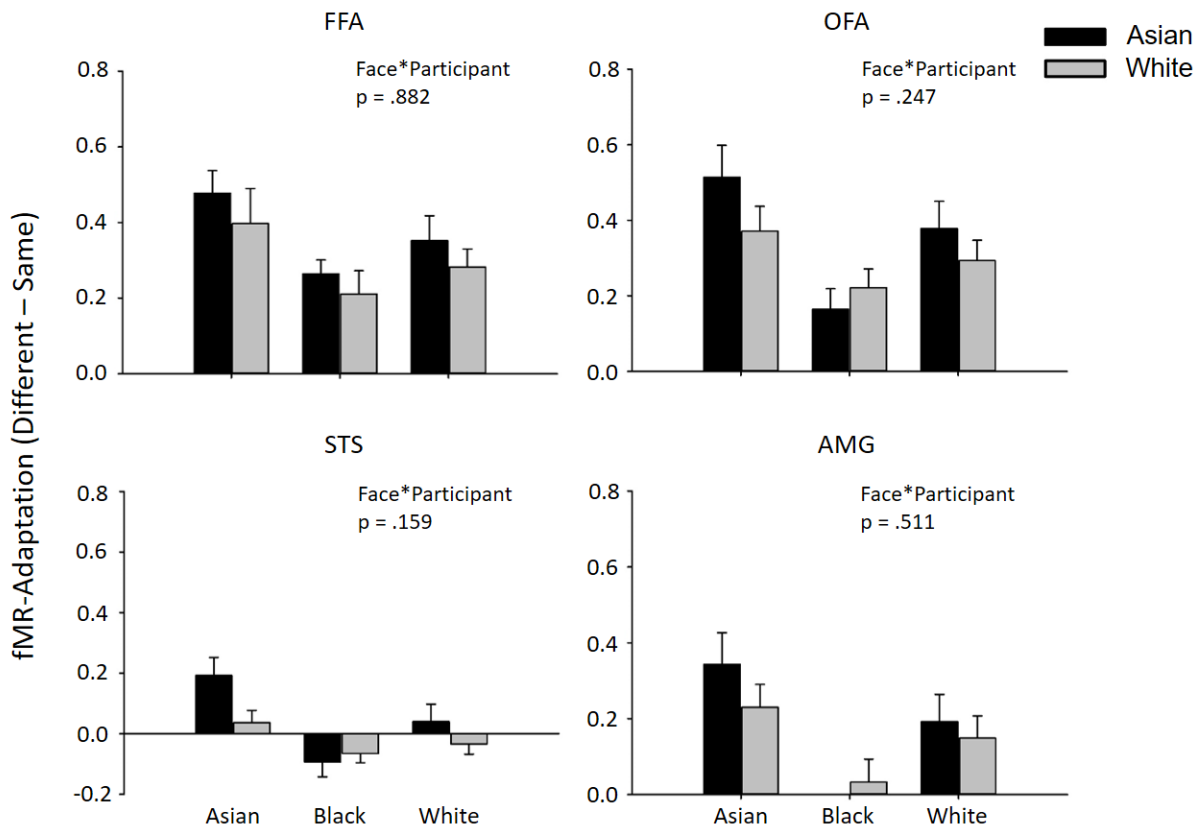 FFA
OFA
Asian
White
Face*Participant
p = .882
Face*Participant
p = .247
0.8
0.6
0.4
0.2
0.0
0.8
0.6
0.4
0.2
0.0
fMR-Adaptation (Different – Same)
STS
AMG
Face*Participant
p = .159
Face*Participant
p = .511
0.8
0.6
0.4
0.2
0.0
-0.2
0.8
0.6
0.4
0.2
0.0
Asian Black White
Asian Black White